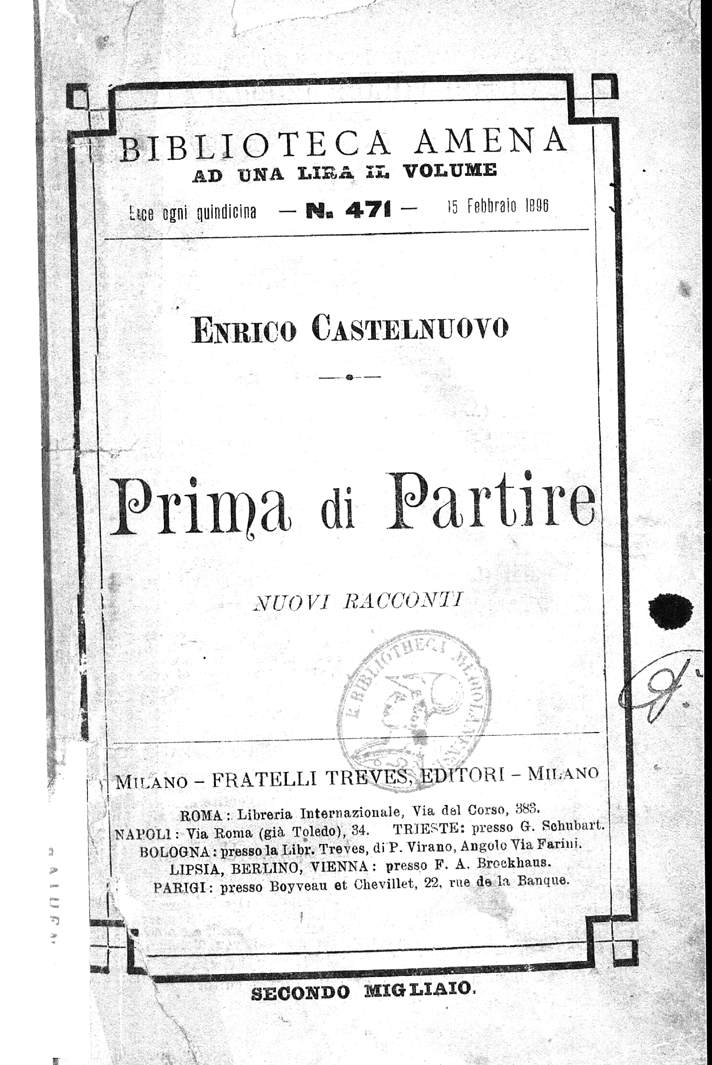 BIBLIOTECA AMENA
AD UNA LIRA IL VOLUME
Esce ogni quindicina — N. 471 — 15 Febbraio 1896
ENRICO CASTELNUOVO
Prima di Partire
NUOVI RACCONTI
BIBLIOTHECA
MILANO – FRATELLI TREVES, EDITORI – MILANO
ROMA: Libreria Internazionale, Via del Corso, 383.
NAPOLI: Via Roma (già Toledo), 34. TRIESTE: presso G. Schubart.
BOLOGNA: presso la Libr. Treves, di P. Virano, Angolo Via Farini.
LIPSIA, BERLINO, VIENNA: presso F. A. Brockhaus.
PARIGI: presso Boyveau et Chevillet, 22, rue de la Banque.
SECONDO MIGLIAIO.